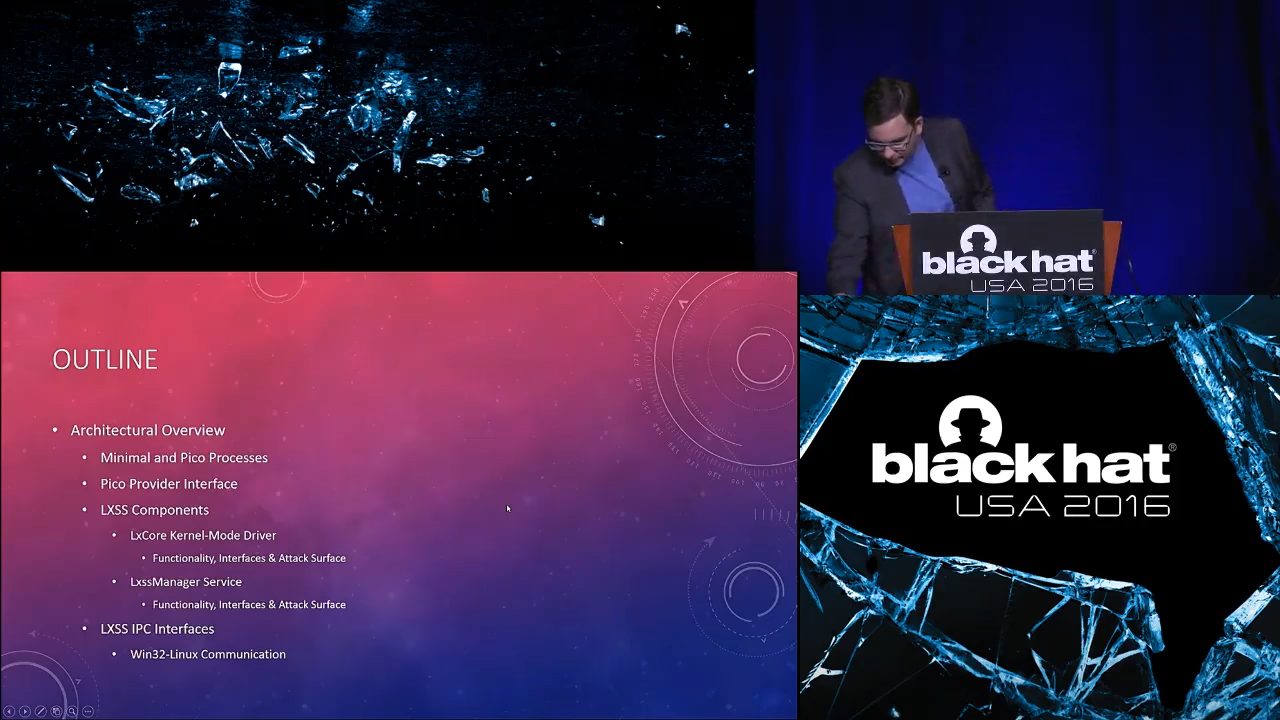 black hat®
USA 2016
OUTLINE
• Architectural Overview
• Minimal and Pico Processes
• Pico Provider Interface
• LXSS Components
• LxCore Kernel-Mode Driver
• Functionality, Interfaces & Attack Surface
• LxssManager Service
• Functionality, Interfaces & Attack Surface
• LXSS IPC Interfaces
• Win32-Linux Communication
black hat®
USA 2016